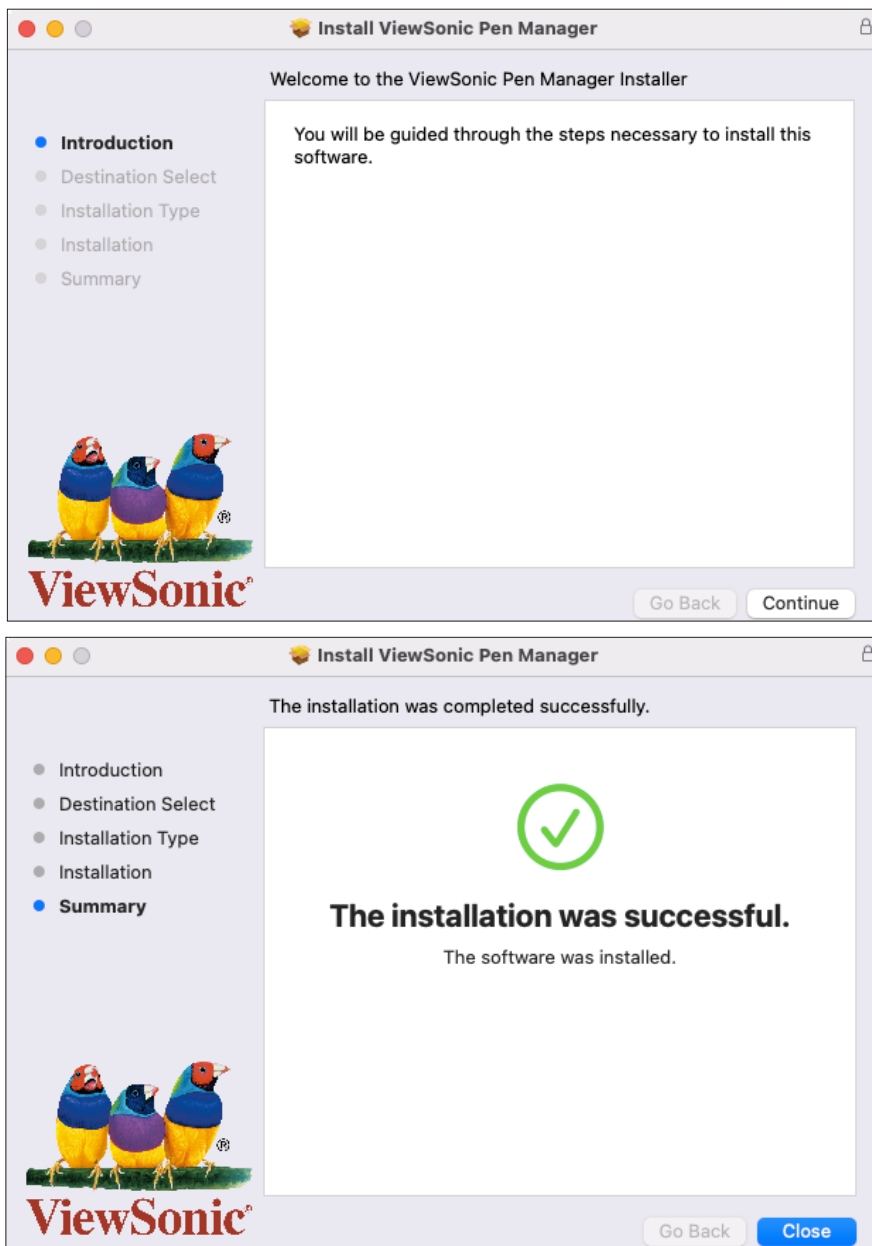 Install ViewSonic Pen Manager
Welcome to the ViewSonic Pen Manager Installer
Introduction
Destination Select
Installation Type
Installation
Summary
You will be guided through the steps necessary to install this
software.
®
ViewSonic®
Go Back
Continue
Install ViewSonic Pen Manager
The installation was completed successfully.
Introduction
Destination Select
Installation Type
Installation
Summary
The installation was successful.
The software was installed.
®
ViewSonic®
Go Back
Close